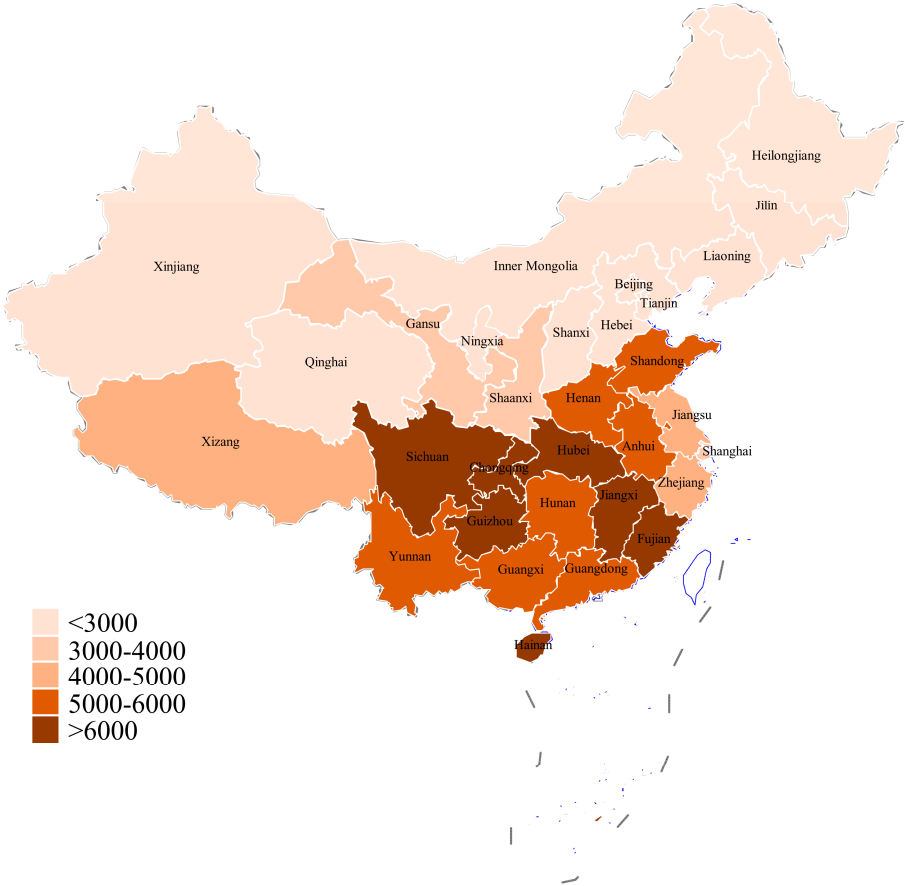 Heilongjiang
Jilin
Liaoning
Xinjiang
Inner Mongolia
Beijing
Tianjin
Gansu
Hebei
Shanxi
Ningxia
Qinghai
Shandong
Shaanxi
Henan
Jiangsu
Xizang
Anhui
Shanghai
Hubei
Sichuan
Chongqing
Zhejiang
Jiangxi
Hunan
Guizhou
Fujian
Yunnan
Guangxi
Guangdong
Hainan
<3000
3000-4000
4000-5000
5000-6000
>6000